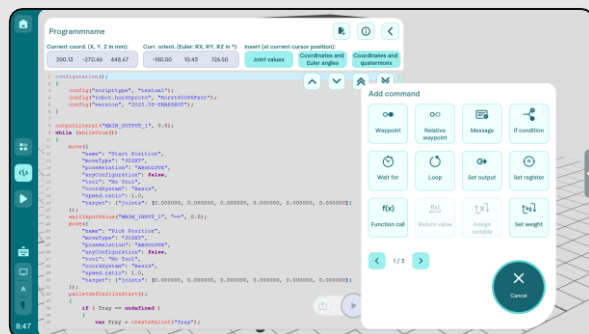 Programmname
Current coord. (X, Y, Z in mm):
Curr. orient. (Euler: RX, RY, RZ in °):
Insert (at current cursor position):
200.13 -270.46 448.67
-180.00 10.43 126.50
Joint values
Coordinates and Euler angles
Coordinates and quaternions
configuration();
{
config("scripttype", "textual");
config("version", "2025.09-SNAPSHOT");
}
outputLiteral("MAIN_OUTPUT_1", 0.0);
while (whileTrue())
{
move({
"name": "Start Position",
"moveType": "JOINT",
"poseRelation": "ABSOLUTE",
"anyConfiguration": false,
"tool": "No Tool",
"coordSystem": "Basis",
"speed.ratio": 1.0,
"target": {"joints": [0.000000, 0.000000, 0.000000, 0.000000, 0.000000, 0.000000]}
});
waitInputValue("MAIN_INPUT_1", "==", 0.0);
move({
"name": "Pick Position",
"moveType": "JOINT",
"poseRelation": "ABSOLUTE",
"anyConfiguration": false,
"tool": "No Tool",
"coordSystem": "Basis",
"speed.ratio": 1.0,
"target": {"joints": [0.000000, 0.000000, 0.000000, 0.000000, 0.000000, 0.000000]}
});
palletDefinitionStart();
{
if ( Tray == undefined )
{
var Tray = createPallet("Tray");
Add command
Waypoint
Relative waypoint
Message
If condition
Wait for
Loop
Set output
Set register
f(x)
f(x)
Function call
Return value
Assign variable
Set weight
1 / 3
Cancel
A
8:47